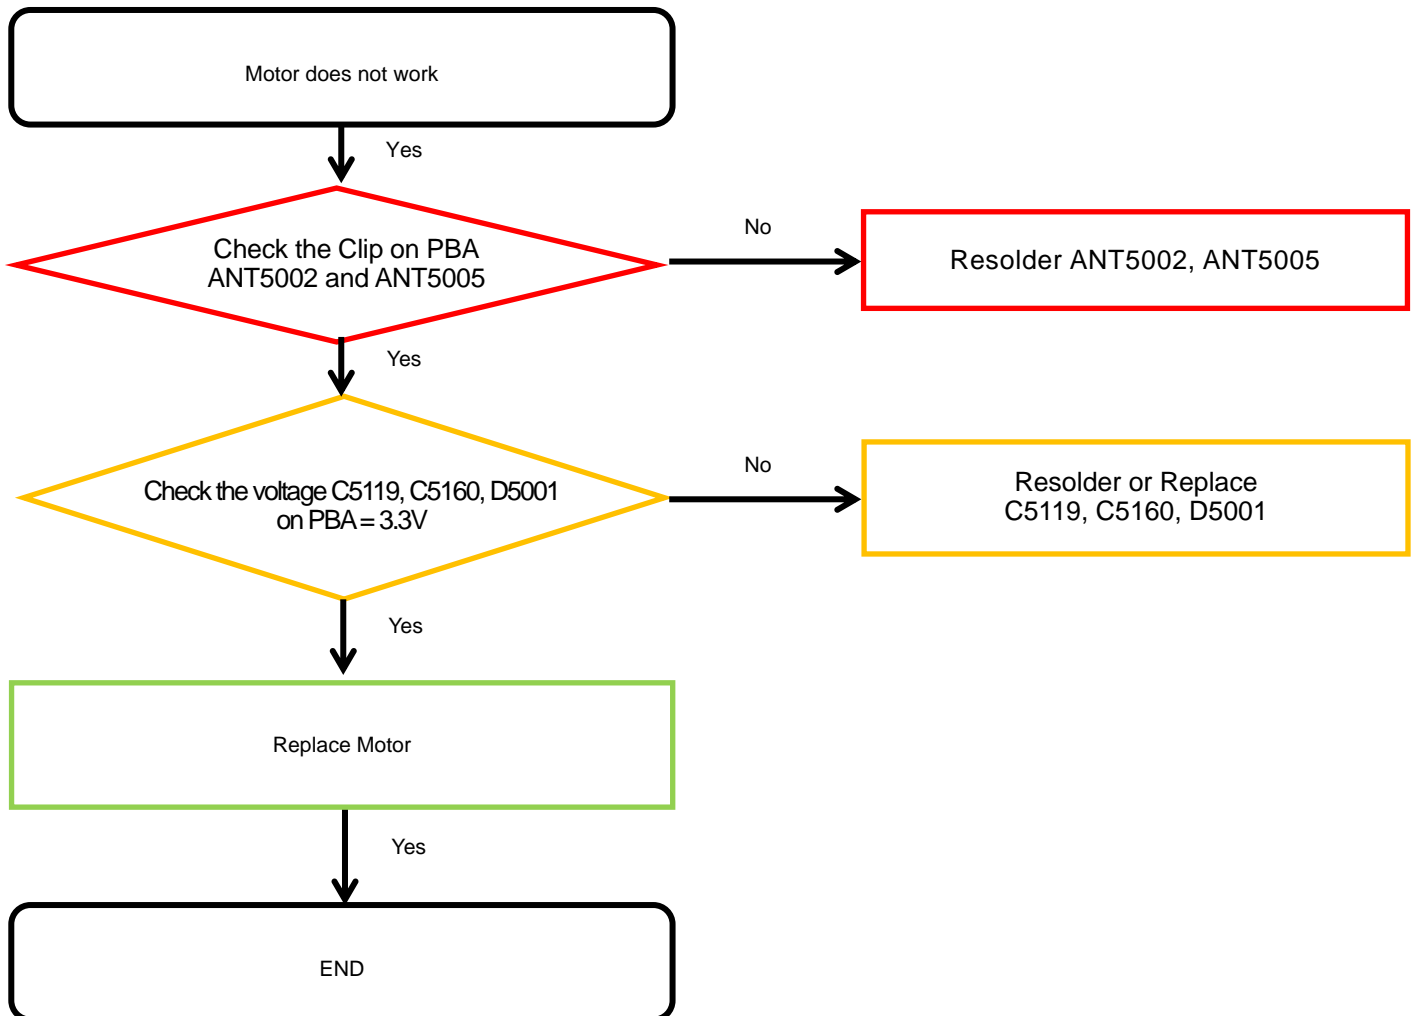 Motor does not work
Yes
Check the Clip on PBA
ANT5002 and ANT5005
No
Resolder ANT5002, ANT5005
Yes
Check the voltage C5119, C5160, D5001
on PBA = 3.3V
No
Resolder or Replace
C5119, C5160, D5001
Yes
Replace Motor
Yes
END